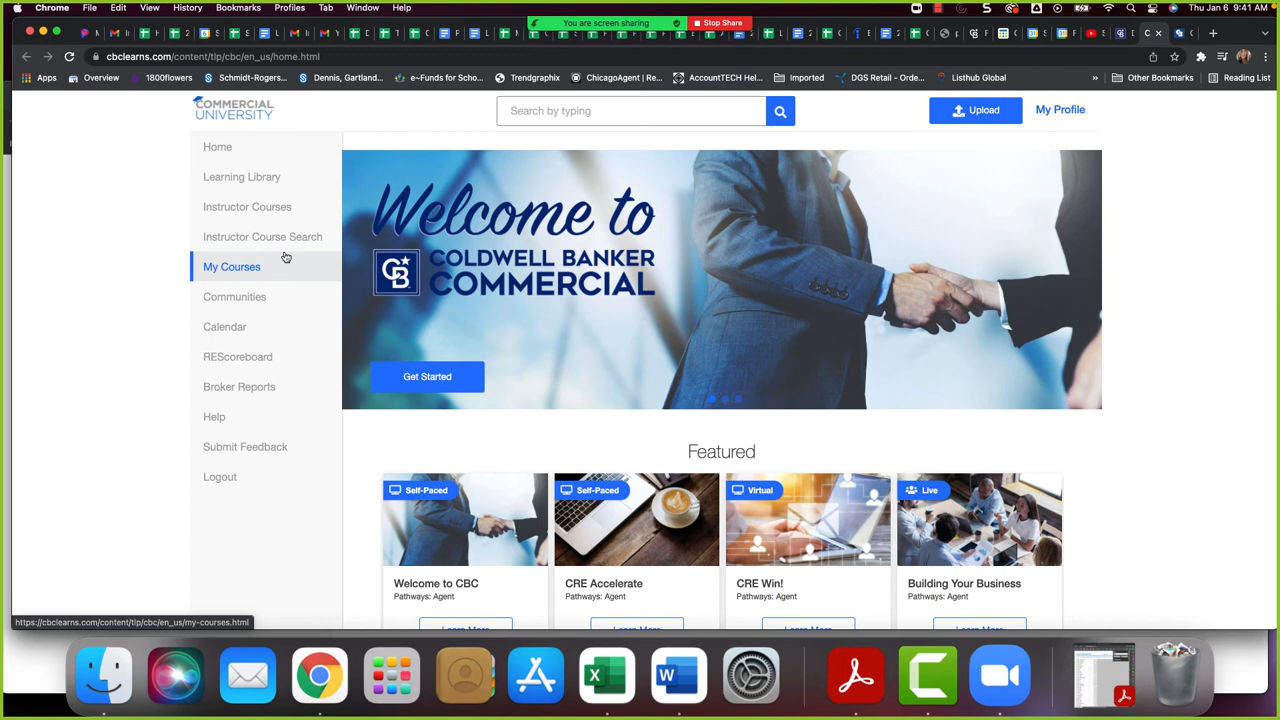 Chrome File Edit View History Bookmarks Profiles Tab Window Help Thu Jan 6 9:41 AM
You are screen sharing Stop Share
cbclearns.com/content/tip/cbc/en_us/home.html
Apps Overview 1800flowers Schmidt-Rogers... Dennis, Gartland... e-Funds for Scho... Trendgraphix ChicagoAgent | Re... AccountTECH Hel... Imported DGS Retail - Orde... Listhub Global » Other Bookmarks Reading List
COMMERCIAL
UNIVERSITY
Search by typing
Upload
My Profile
Home
Learning Library
Instructor Courses
Instructor Course Search
My Courses
Communities
Calendar
REScoreboard
Broker Reports
Help
Submit Feedback
Logout
Welcome to
COLDWELL BANKER
COMMERCIAL
Get Started
Featured
Self-Paced Self-Paced Virtual Live
Welcome to CBC CRE Accelerate CRE Win! Building Your Business
Pathways: Agent Pathways: Agent Pathways: Agent Pathways: Agent
https://cbclearns.com/content/tip/cbc/en_us/my-courses.html